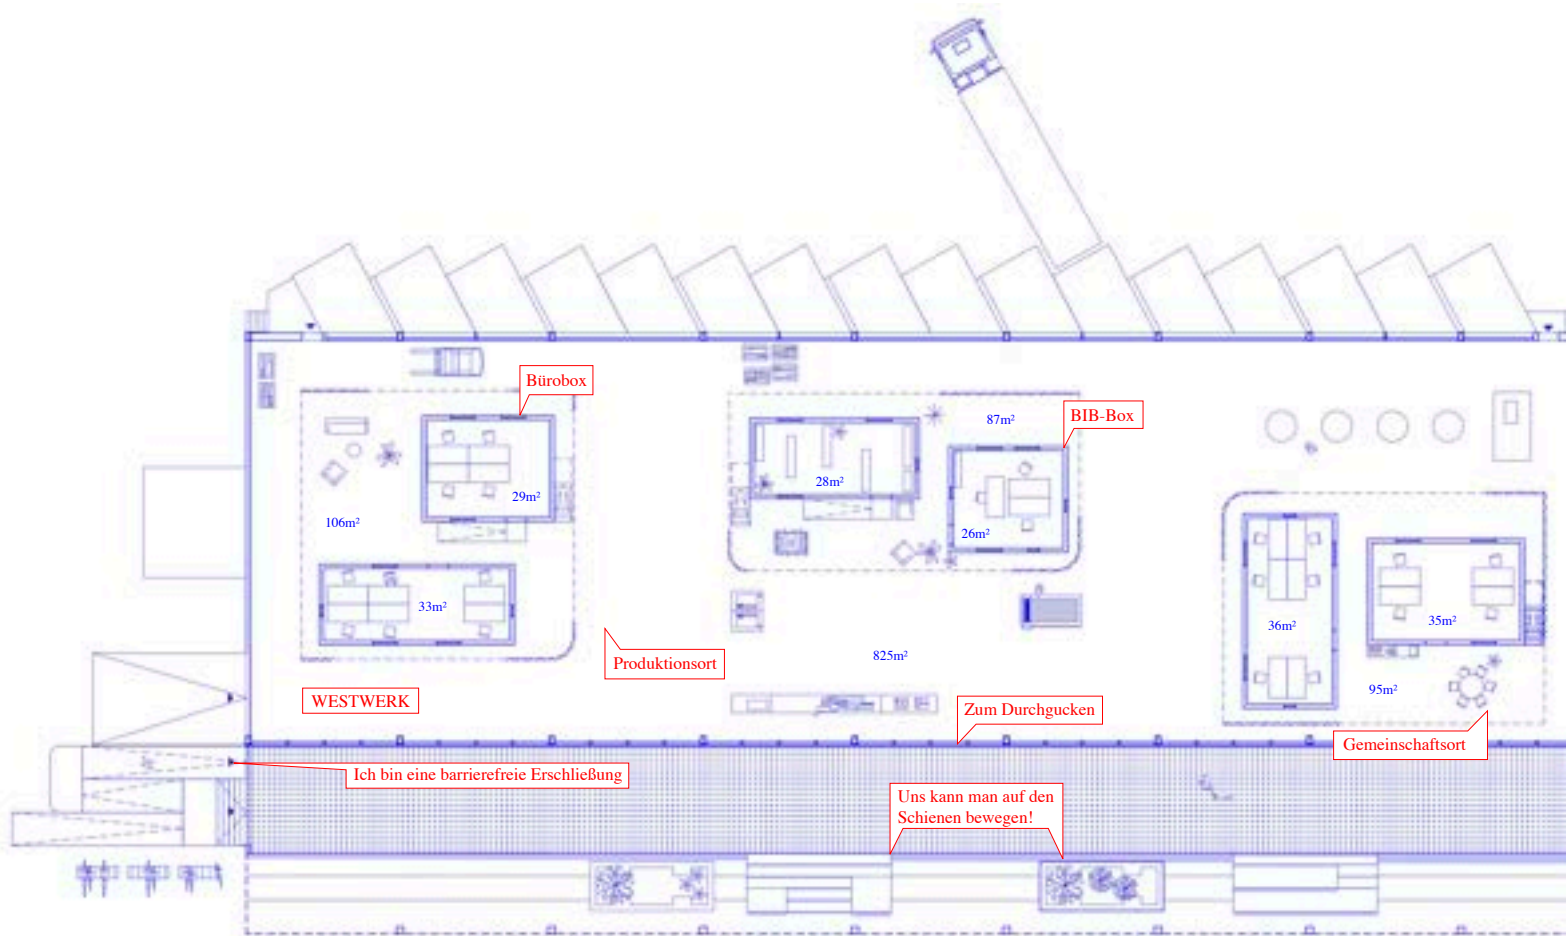 Bürobox
BIB-Box
87m²
28m²
29m²
106m²
26m²
33m²
36m²
35m²
825m²
Produktionsort
95m²
WESTWERK
Zum Durchgucken
Gemeinschaftsort
Ich bin eine barrierefreie Erschließung
Uns kann man auf den
Schienen bewegen!